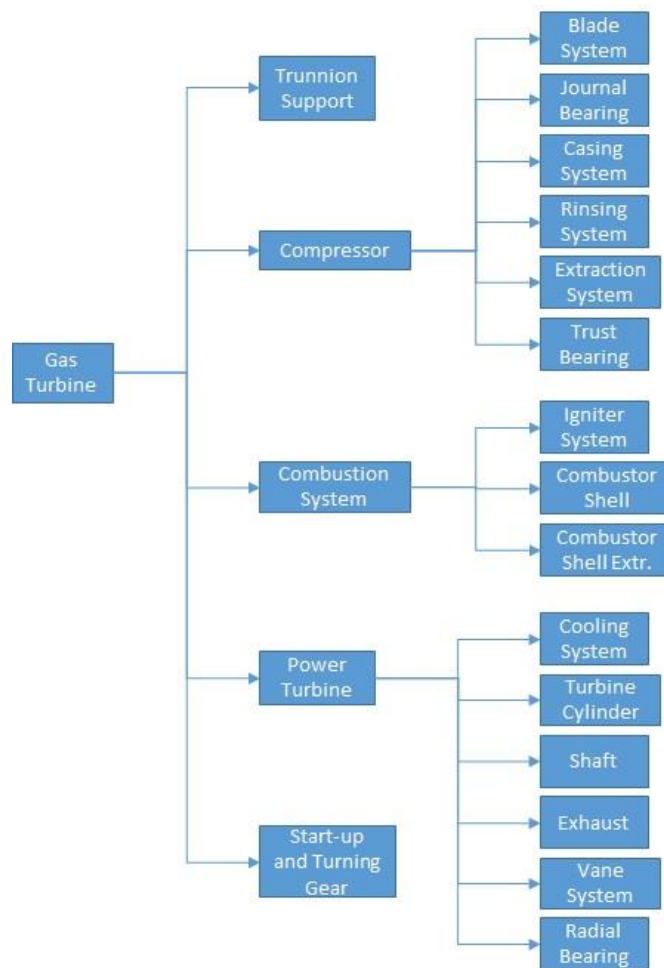 Gas
Turbine
Trunnion
Support
Compressor
Combustion
System
Power
Turbine
Start-up
and Turning
Gear
Blade
System
Journal
Bearing
Casing
System
Rinsing
System
Extraction
System
Trust
Bearing
Igniter
System
Combustor
Shell
Combustor
Shell Extr.
Cooling
System
Turbine
Cylinder
Shaft
Exhaust
Vane
System
Radial
Bearing